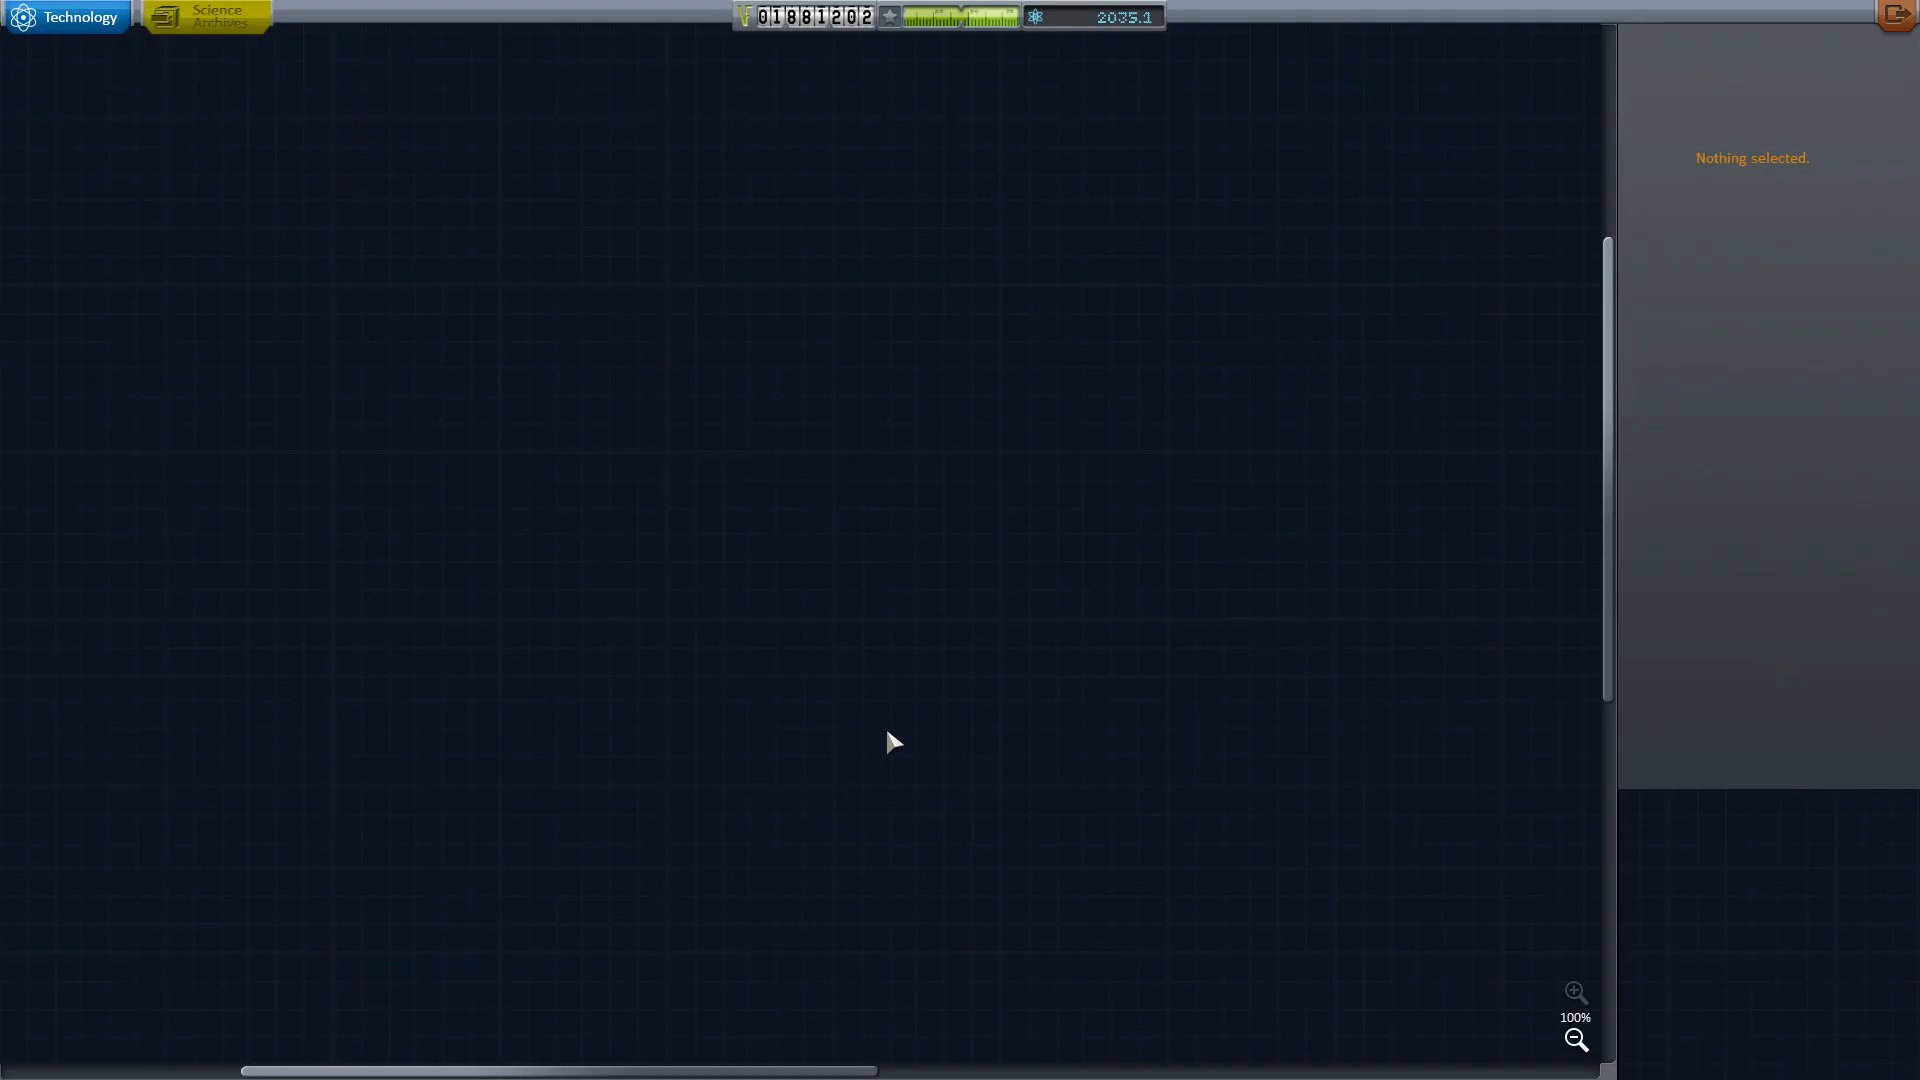 Technology
Science
Archives
01881202
2035.1
Nothing selected.
100%